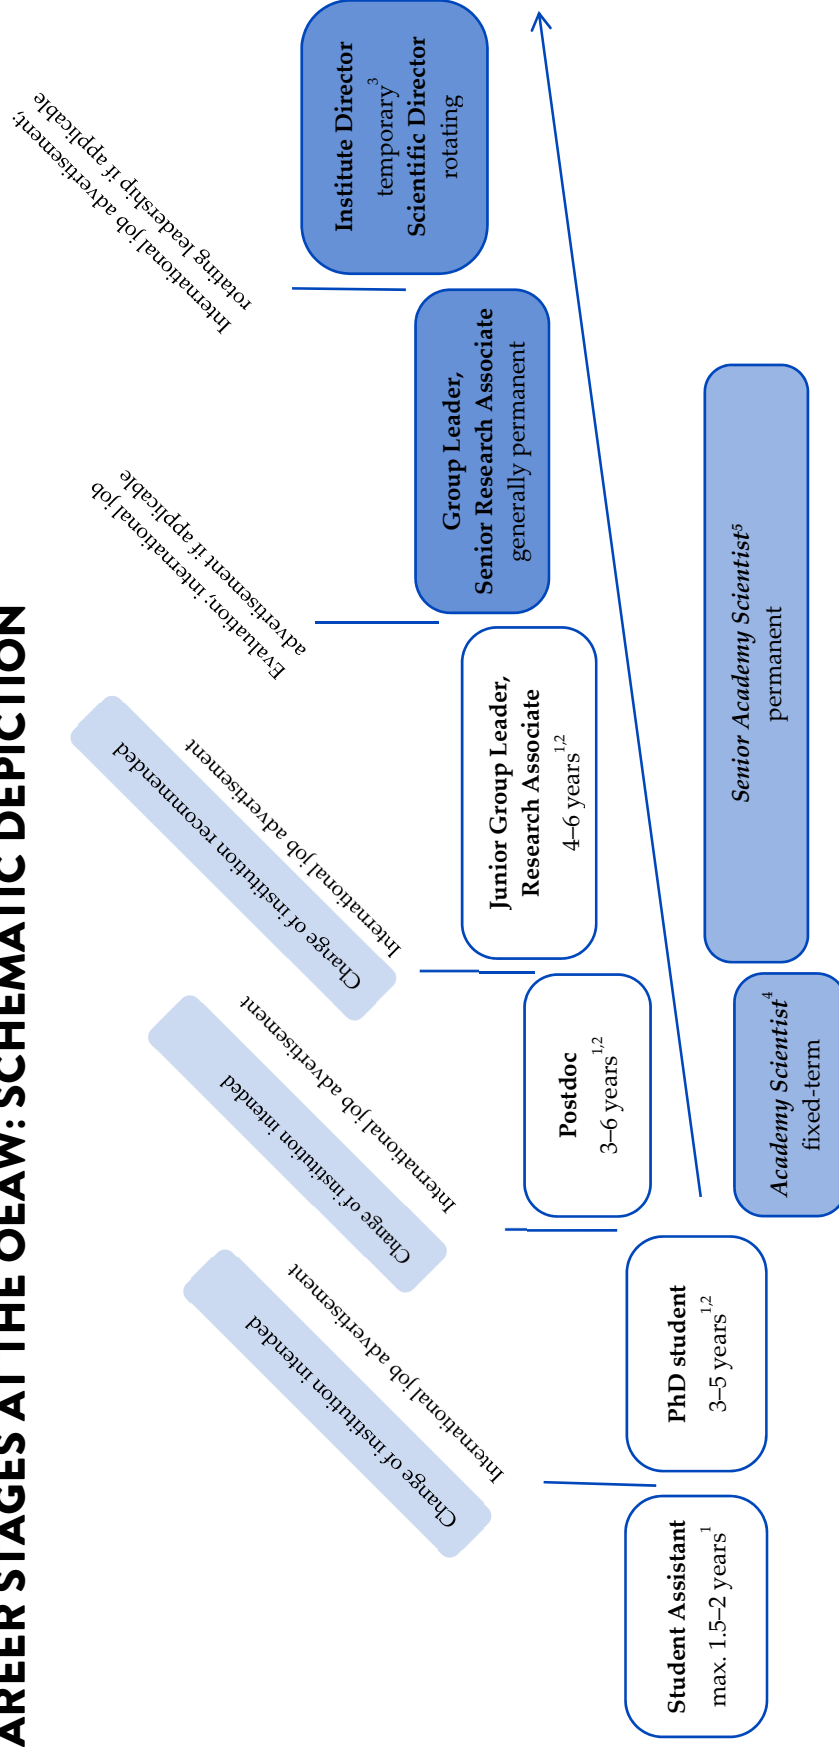 AREER STAGES AT THE OEAW: SCHEMATIC DEPICTION
Student Assistant
max. 1.5–2 years1
Change of institution intended
International job advertisement
PhD student
3–5 years1,2
Change of institution intended
International job advertisement
Postdoc
3–6 years1,2
Change of institution recommended
International job advertisement
Junior Group Leader,
Research Associate
4–6 years1,2
Evaluation; international job
advertisement if applicable
Group Leader,
Senior Research Associate
generally permanent
International job advertisement;
rotating leadership if applicable
Institute Director
temporary3
Scientific Director
rotating
Academy Scientist4
fixed-term
Senior Academy Scientist5
permanent